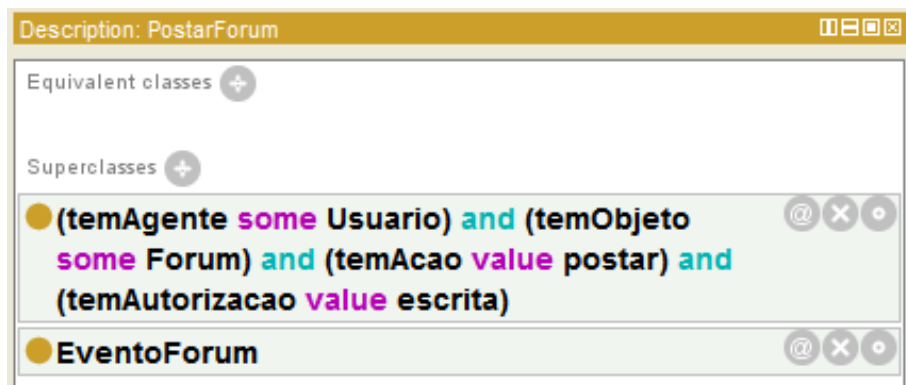 Description: PostarForum
Equivalent classes
Superclasses
(temAgente some Usuario) and (temObjeto
some Forum) and (temAcao value postar) and
(temAutorizacao value escrita)
EventoForum